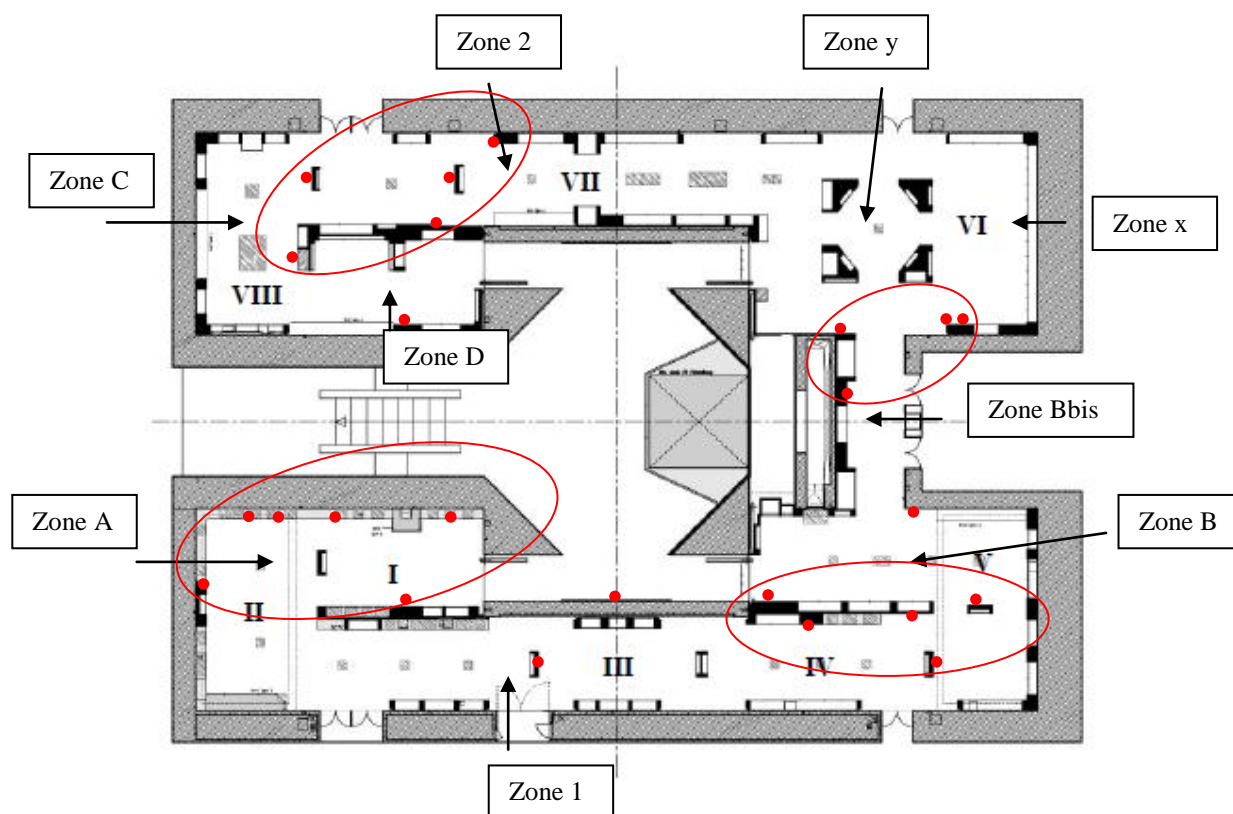 Zone 2
Zone y
Zone C
VII
VI
Zone x
VIII
Zone D
Zone Bbis
Zone A
Zone B
I
V
II
III
IV
Zone 1